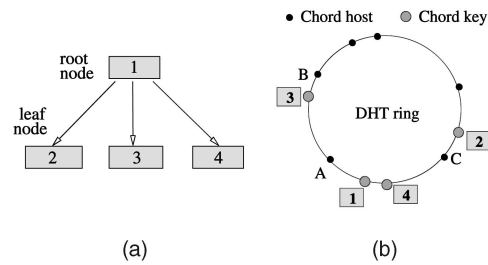 root
node
1
leaf
node
2 3 4
(a)
Chord host Chord key
B
3
DHT ring
2
C
A
1
4
(b)